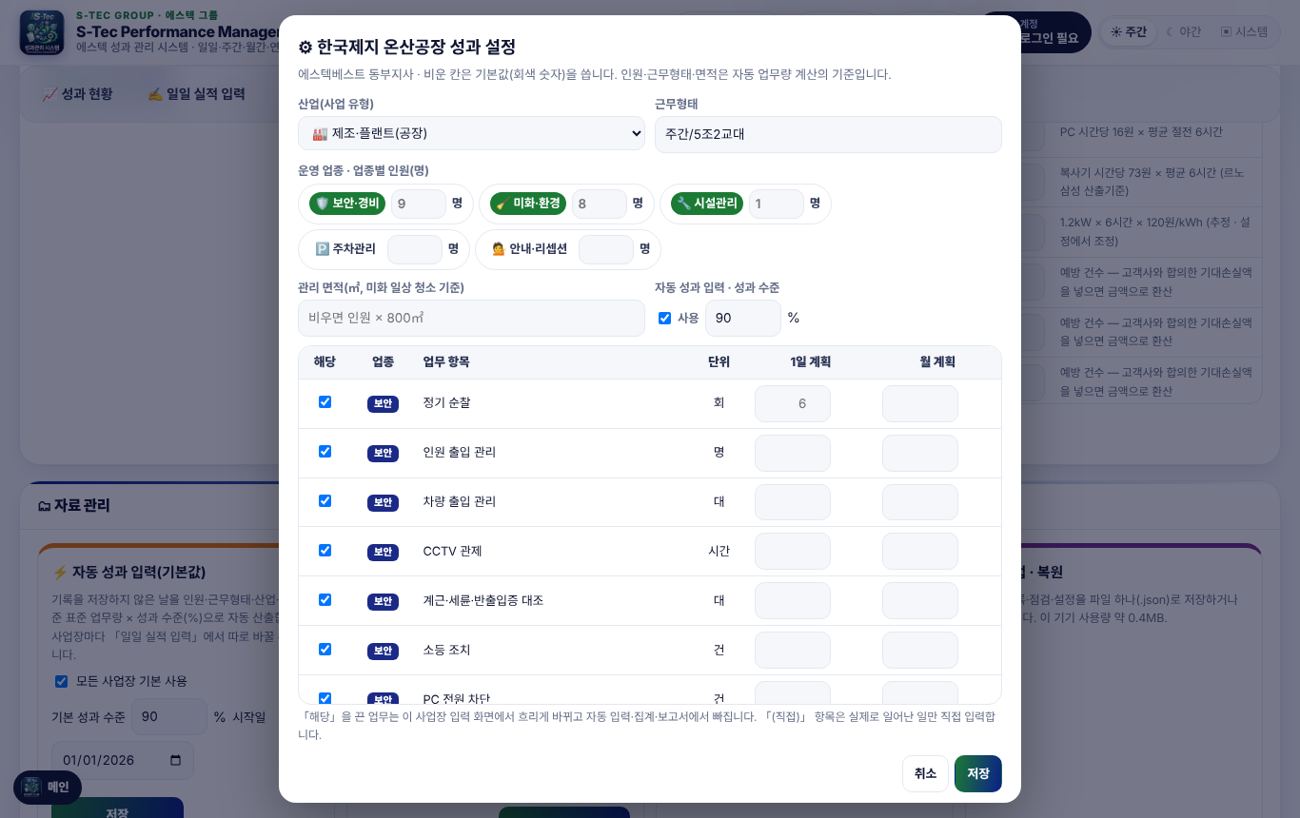 S-TEC GROUP · 에스텍 그룹
S-Tec Performance Manager
에스텍 성과 관리 시스템 · 일일·주간·월간·연
계정
로그인 필요
☀ 주간
☾ 야간
시스템
📈 성과 현황
✍ 일일 실적 입력
⚙ 한국제지 온산공장 성과 설정
에스텍베스트 동부지사 · 비운 칸은 기본값(회색 숫자)을 씁니다. 인원·근무형태·면적은 자동 업무량 계산의 기준입니다.
산업(사업 유형)
근무형태
🏭 제조·플랜트(공장)
주간/5조2교대
운영 업종 · 업종별 인원(명)
🛡 보안·경비 9 명
🧹 미화·환경 8 명
🔧 시설관리 1 명
🅿 주차관리 명
💁 안내·리셉션 명
관리 면적(㎡, 미화 일상 청소 기준)
자동 성과 입력 · 성과 수준
비우면 인원 × 800㎡
사용 90 %
해당 업종 업무 항목 단위 1일 계획 월 계획
보안 정기 순찰 회 6
보안 인원 출입 관리 명
보안 차량 출입 관리 대
보안 CCTV 관제 시간
보안 계근·세륜·반출입증 대조 대
보안 소등 조치 건
보안 PC 전원 차단 건
「해당」을 끈 업무는 이 사업장 입력 화면에서 흐리게 바뀌고 자동 입력·집계·보고서에서 빠집니다. 「(직접)」 항목은 실제로 일어난 일만 직접 입력합
니다.
취소
저장
PC 시간당 16원 × 평균 절전 6시간
복사기 시간당 73원 × 평균 6시간 (르노
삼성 산출기준)
1.2kW × 6시간 × 120원/kWh (추정 · 설
정에서 조정)
예방 건수 — 고객사와 합의한 기대손실액
을 넣으면 금액으로 환산
예방 건수 — 고객사와 합의한 기대손실액
을 넣으면 금액으로 환산
예방 건수 — 고객사와 합의한 기대손실액
을 넣으면 금액으로 환산
🗂 자료 관리
⚡ 자동 성과 입력(기본값)
기록을 저장하지 않은 날을 인원·근무형태·산업·
준 표준 업무량 × 성과 수준(%)으로 자동 산출합
사업장마다 「일일 실적 입력」에서 따로 바꿀
니다.
모든 사업장 기본 사용
기본 성과 수준 90 % 시작일
01/01/2026
저장
메인
· 복원
·점검·설정을 파일 하나(.json)로 저장하거나
다. 이 기기 사용량 약 0.4MB.